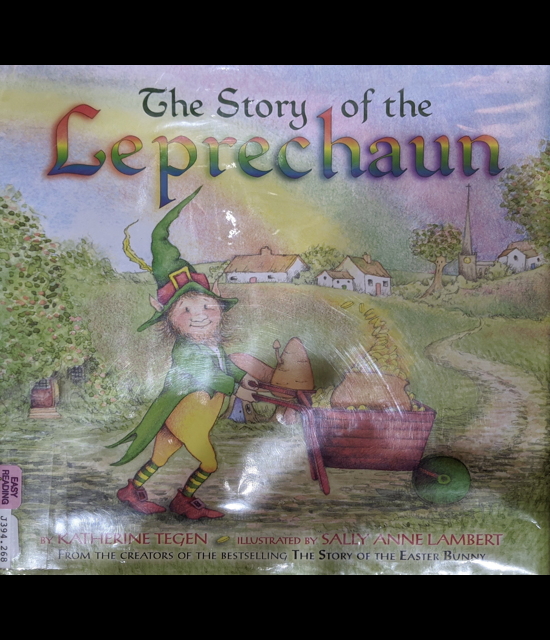 The Story of the
Leprechaun
EASY
READING
J394.268
BY KATHERINE TEGEN ILLUSTRATED BY SALLY ANNE LAMBERT
FROM THE CREATORS OF THE BESTSELLING THE STORY OF THE EASTER BUNNY